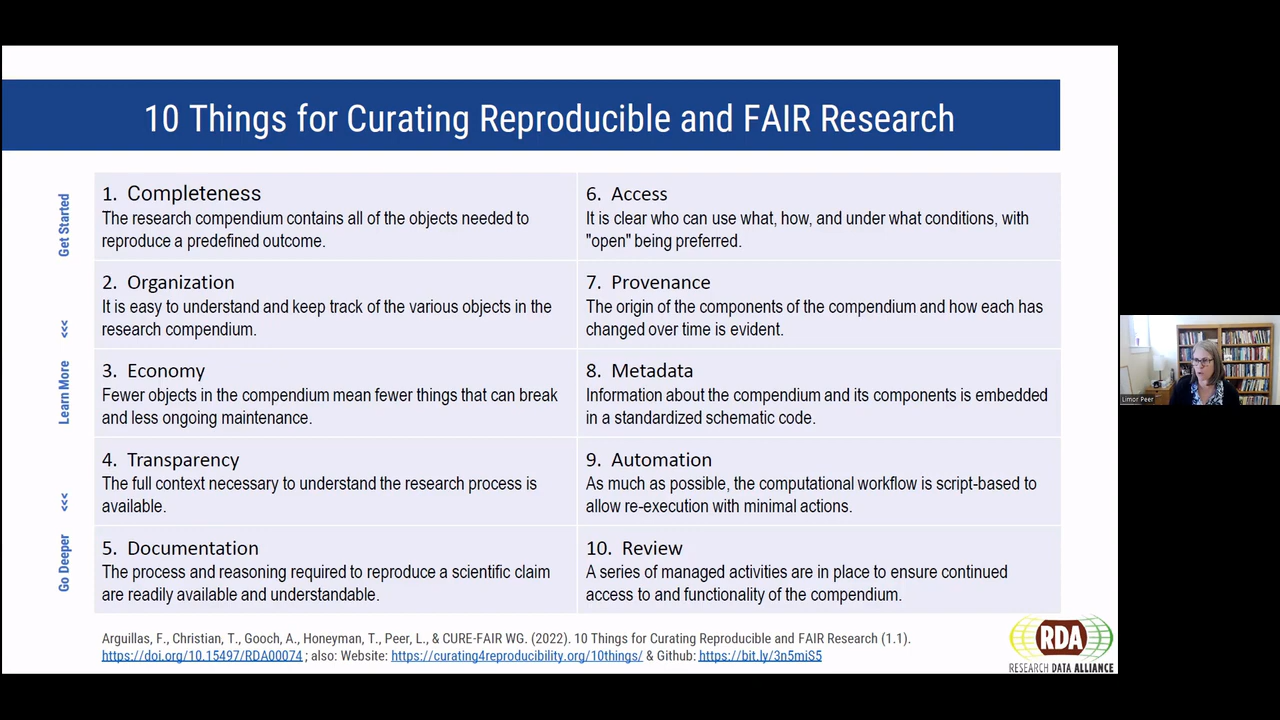 10 Things for Curating Reproducible and FAIR Research
Get Started
<<<
Learn More
<<<
Go Deeper
1. Completeness
The research compendium contains all of the objects needed to
reproduce a predefined outcome.
2. Organization
It is easy to understand and keep track of the various objects in the
research compendium.
3. Economy
Fewer objects in the compendium mean fewer things that can break
and less ongoing maintenance.
4. Transparency
The full context necessary to understand the research process is
available.
5. Documentation
The process and reasoning required to reproduce a scientific claim
are readily available and understandable.
6. Access
It is clear who can use what, how, and under what conditions, with
"open" being preferred.
7. Provenance
The origin of the components of the compendium and how each has
changed over time is evident.
8. Metadata
Information about the compendium and its components is embedded
in a standardized schematic code.
9. Automation
As much as possible, the computational workflow is script-based to
allow re-execution with minimal actions.
10. Review
A series of managed activities are in place to ensure continued
access to and functionality of the compendium.
Arguillas, F., Christian, T., Gooch, A., Honeyman, T., Peer, L., & CURE-FAIR WG. (2022). 10 Things for Curating Reproducible and FAIR Research (1.1).
https://doi.org/10.15497/RDA00074 ; also: Website: https://curating4reproducibility.org/10things/ & Github: https://bit.ly/3n5miS5
RDA
RESEARCH DATA ALLIANCE
Limor Peer